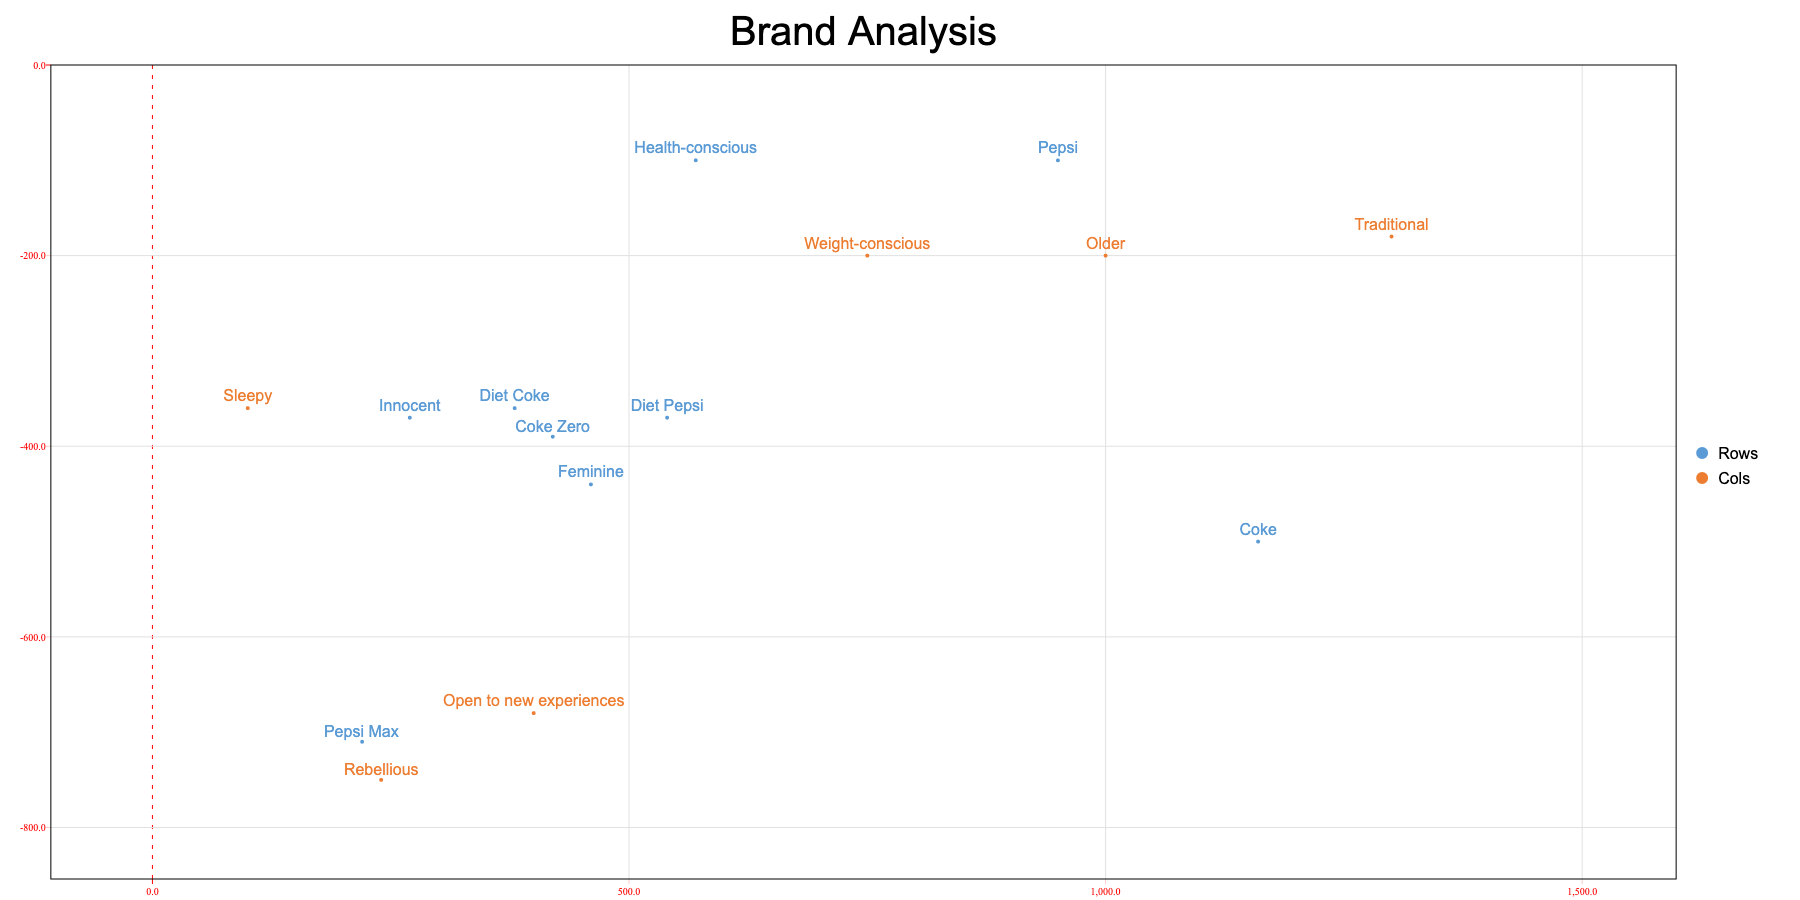 Brand Analysis
0.0
Health-conscious
Pepsi
Traditional
Weight-conscious
Older
-200.0
Sleepy
Diet Coke
Innocent
Diet Pepsi
Coke Zero
-400.0
Rows
Feminine
Cols
Coke
-600.0
Open to new experiences
Pepsi Max
Rebellious
-800.0
0.0
500.0
1,000.0
1,500.0